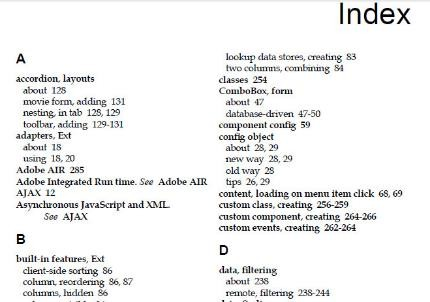 Index
A
accordion, layouts
about 128
movie form, adding 131
nesting, in tab 128, 129
toolbar, adding 129-131
adapters, Ext
about 18
using 18, 20
Adobe AIR 285
Adobe Integrated Run time. See Adobe AIR
AJAX 12
Asynchronous JavaScript and XML.
See AJAX
B
built-in features, Ext
client-side sorting 86
column, reordering 86, 87
columns, hidden 86
lookup data stores, creating 83
two columns, combining 84
classes 254
ComboBox, form
about 47
database-driven 47-50
component config 59
config object
about 28, 29
new way 28, 29
old way 28
tips 26, 29
content, loading on menu item click 68, 69
custom class, creating 256-259
custom component, creating 264-266
custom events, creating 262-264
D
data, filtering
about 238
remote, filtering 238-244